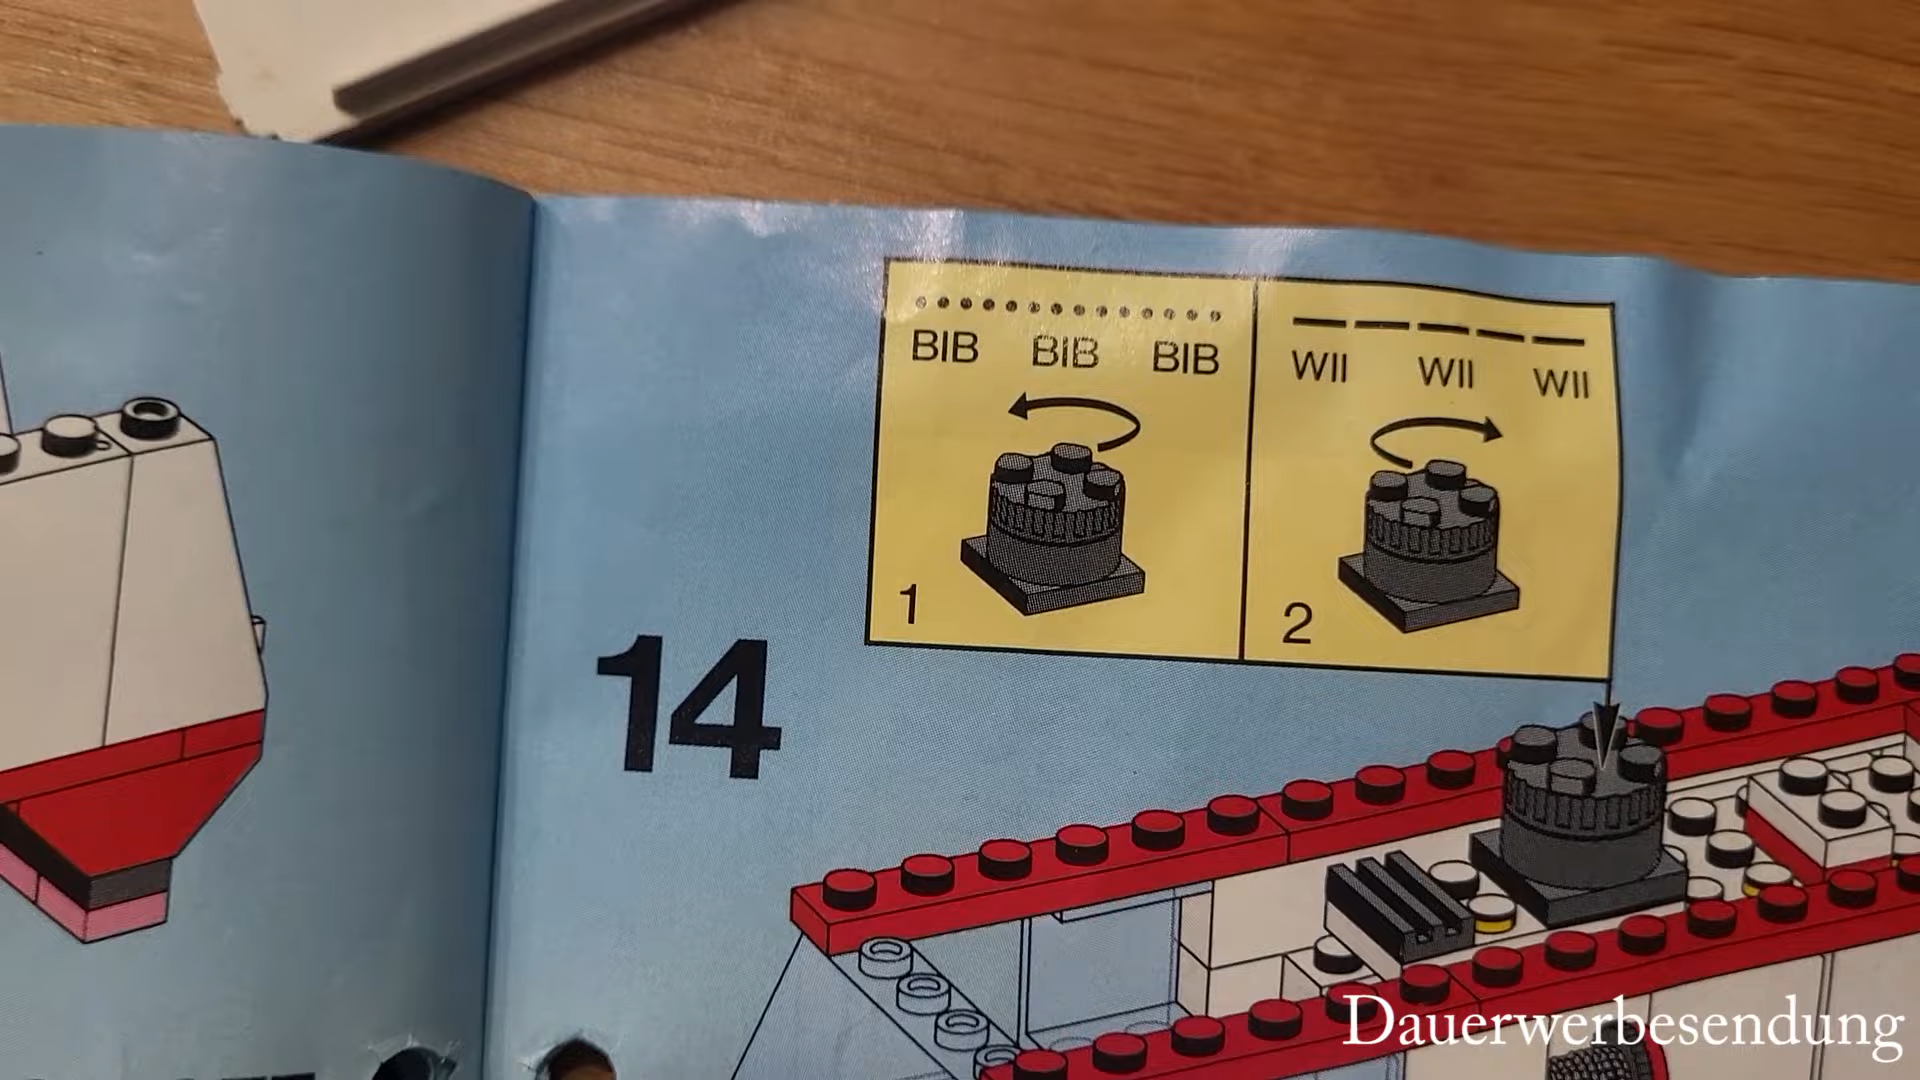 BIB BIB BIB
WII WII WII
1
2
14
Dauerwerbesendung